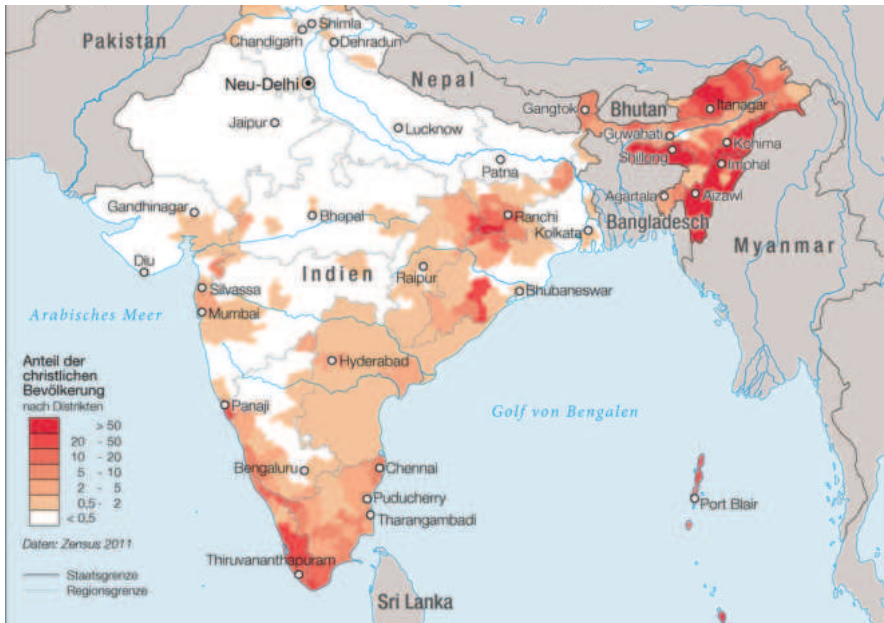 Shimla
Pakistan
Chandigarh
Dehradun
Neu-Delhi
Nepal
Gangtok
Bhutan
Itanagar
Jaipur
Lucknow
Guwahati
Kohima
Shillong
Imphal
Patna
Gandhinagar
Bhopal
Ranchi
Agartala
Aizawl
Kolkata
Bangladesch
Myanmar
Diu
Indien
Raipur
Silvassa
Bhubaneswar
Arabisches Meer
Mumbai
Anteil der
christlichen
Bevölkerung
nach Distrikten
> 50
20 - 50
10 - 20
5 - 10
2 - 5
0,5 - 2
< 0,5
Daten: Zensus 2011
Staatsgrenze
Regionsgrenze
Hyderabad
Panaji
Golf von Bengalen
Bengaluru
Chennai
Puducherry
Port Blair
Tharangambadi
Thiruvananthapuram
Sri Lanka